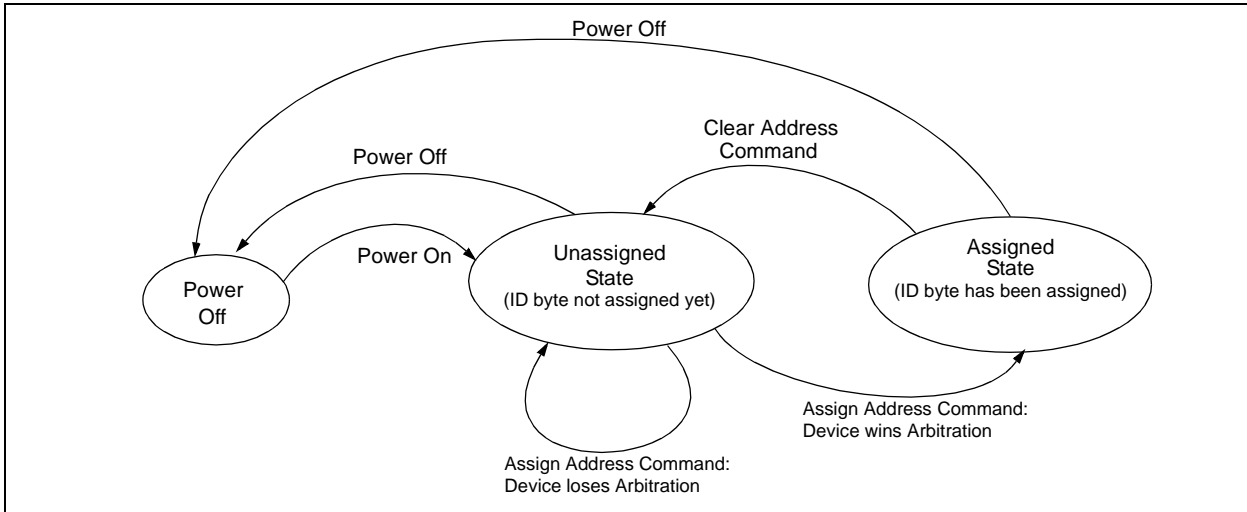 Power Off
Clear Address
Command
Power Off
Power On
Power
Off
Unassigned
State
(ID byte not assigned yet)
Assigned
State
(ID byte has been assigned)
Assign Address Command:
Device wins Arbitration
Assign Address Command:
Device loses Arbitration